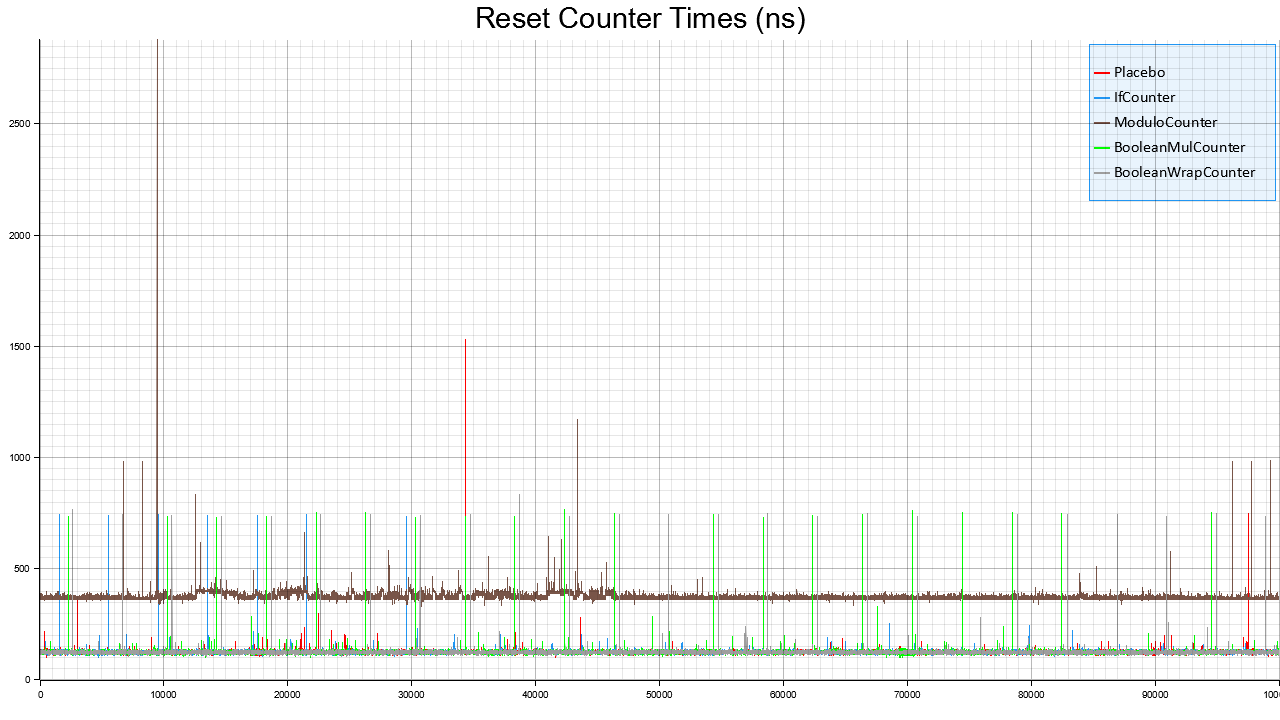 Reset Counter Times (ns)
Placebo
IfCounter
ModuloCounter
BooleanMulCounter
BooleanWrapCounter
2500
2000
1500
1000
500
0
0 10000 20000 30000 40000 50000 60000 70000 80000 90000 1000